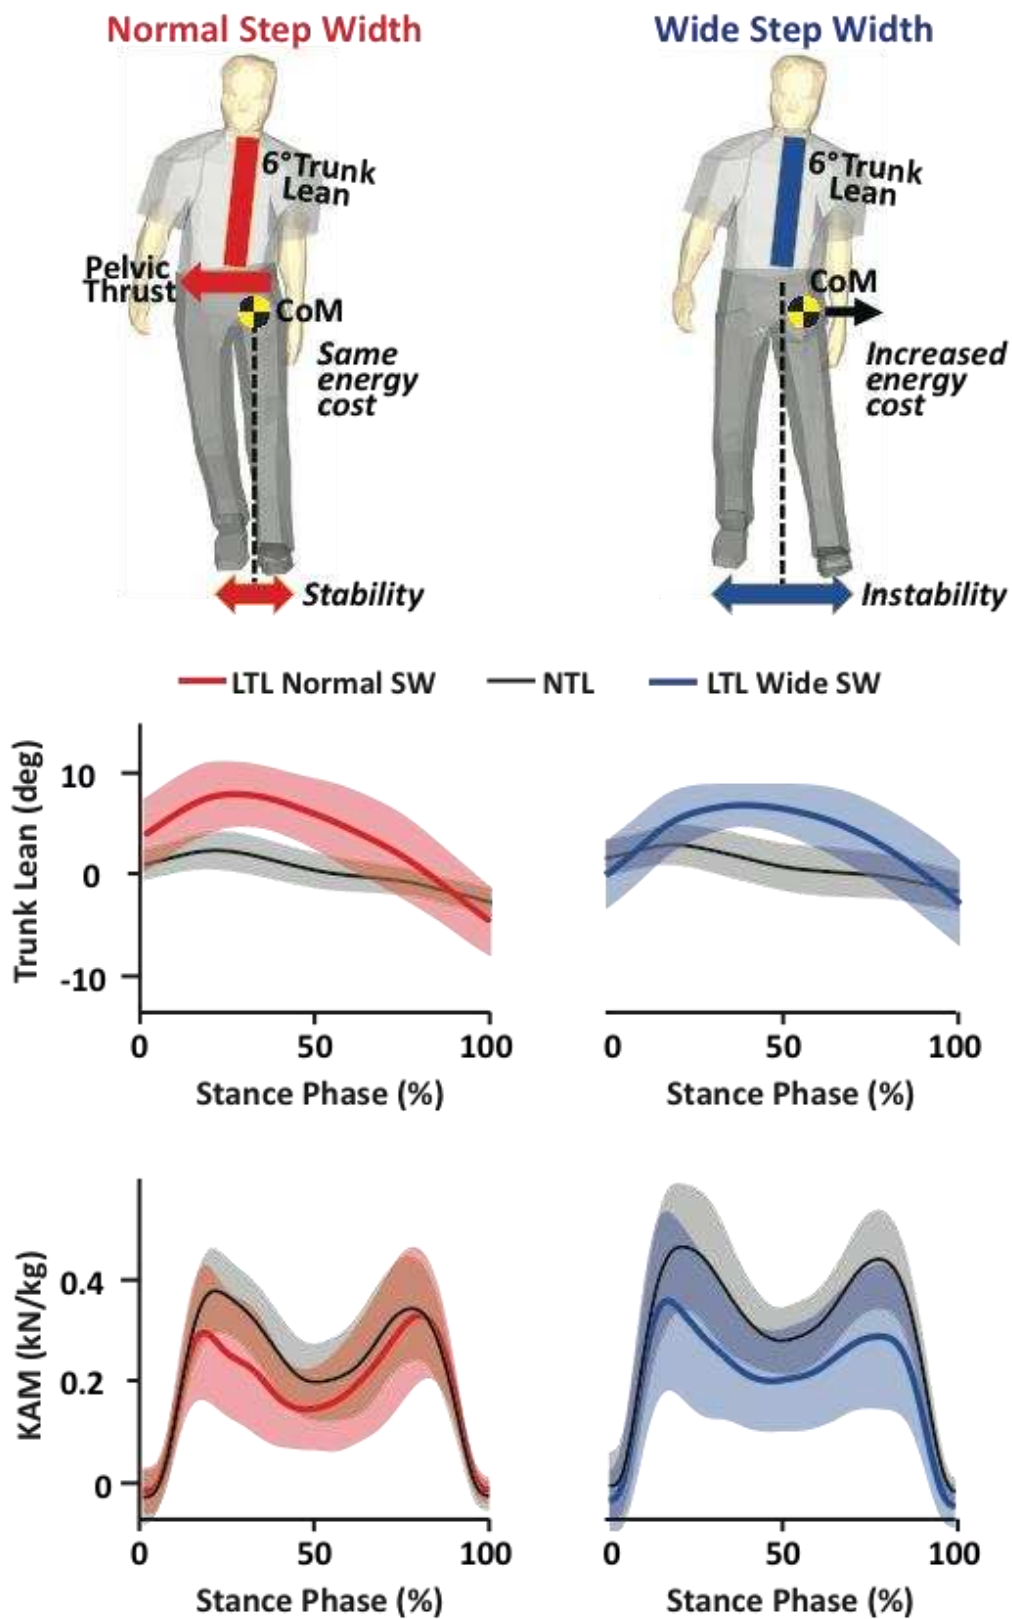 Normal Step Width
Wide Step Width
6°Trunk
Lean
6°Trunk
Lean
Pelvic
Thrust
CoM
CoM
Same
energy
cost
Increased
energy
cost
Stability
Instability
LTL Normal SW
NTL
LTL Wide SW
Trunk Lean (deg)
10
0
-10
0
50
100
0
50
100
Stance Phase (%)
Stance Phase (%)
KAM (kN/kg)
0.4
0.2
0
0
50
100
0
50
100
Stance Phase (%)
Stance Phase (%)